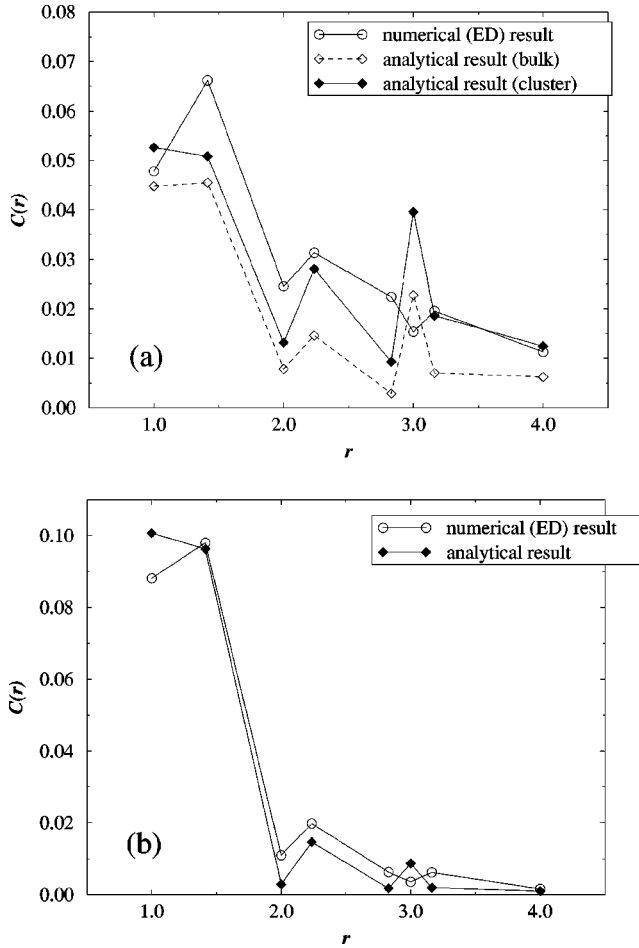 0.08
0.07
0.06
0.05
0.04
0.03
0.02
0.01
0.00
C(r)
numerical (ED) result
analytical result (bulk)
analytical result (cluster)
(a)
1.0 2.0 3.0 4.0
r
0.10
0.08
0.06
0.04
0.02
0.00
C(r)
numerical (ED) result
analytical result
(b)
1.0 2.0 3.0 4.0
r